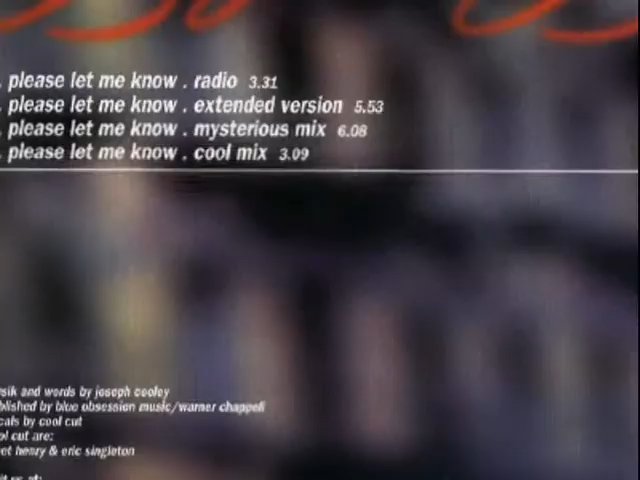 . please let me know . radio 3.31
. please let me know . extended version 5.53
. please let me know . mysterious mix 6.08
. please let me know . cool mix 3.09
sik and words by joseph cooley
blished by blue obsession music/warner chappell
cals by cool cut
ol cut are:
et henry & eric singleton